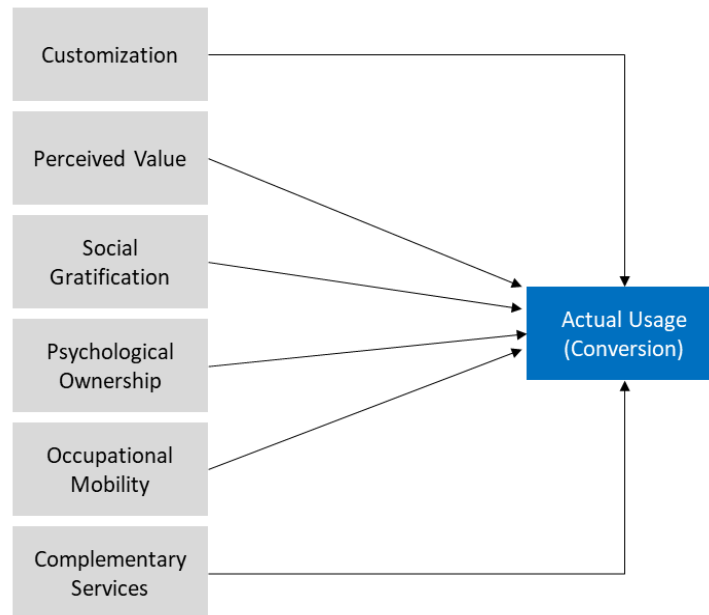 Customization
Perceived Value
Social
Gratification
Psychological
Ownership
Occupational
Mobility
Complementary
Services
Actual Usage
(Conversion)